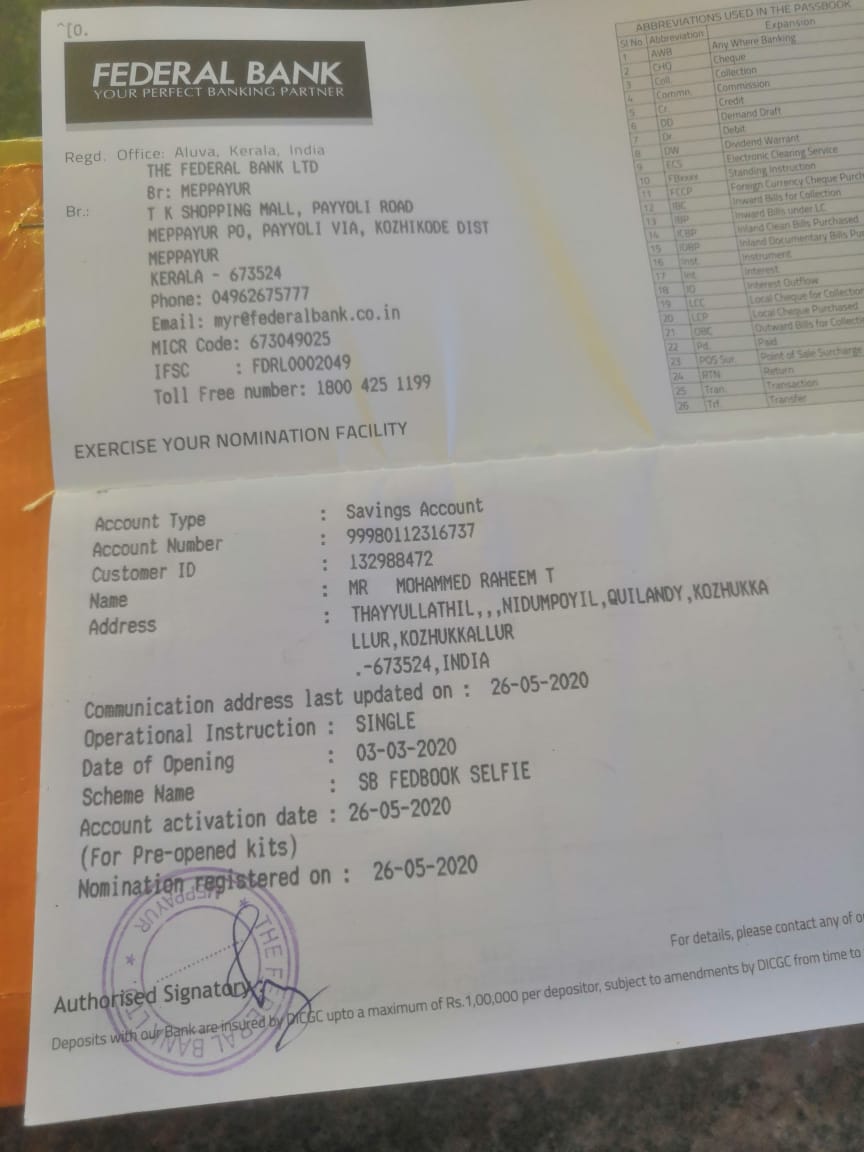 ^[0.
FEDERAL BANK
YOUR PERFECT BANKING PARTNER
Regd. Office: Aluva, Kerala, India
THE FEDERAL BANK LTD
Br: MEPPAYUR
Br.: T K SHOPPING MALL, PAYYOLI ROAD
MEPPAYUR PO, PAYYOLI VIA, KOZHIKODE DIST
MEPPAYUR
KERALA - 673524
Phone: 04962675777
Email: myr@federalbank.co.in
MICR Code: 673049025
IFSC : FDRL0002049
Toll Free number: 1800 425 1199
EXERCISE YOUR NOMINATION FACILITY
ABBREVIATIONS USED IN THE PASSBOOK
Sl No Abbreviation Expansion
1 AWB Any Where Banking
2 CHQ Cheque
3 Coll. Collection
4 Commn. Commission
5 Cr. Credit
6 DD Demand Draft
7 Dr Debit
8 DW Dividend Warrant
9 ECS Electronic Clearing Service
10 FBxxxx Standing Instruction
11 FCCP Foreign Currency Cheque Purch
12 IBC Inward Bills for Collection
13 IBP Inward Bills under LC
14 ICBP Inland Clean Bills Purchased
15 IDBP Inland Documentary Bills Pur
16 Inst. Instrument
17 Int. Interest
18 IO Interest Outflow
19 LCC Local Cheque for Collection
20 LCP Local Cheque Purchased
21 OBC Outward Bills for Collecti
22 Pd. Paid
23 POS Sur. Point of Sale Surcharge
24 RTN Return
25 Tran. Transaction
26 Trf. Transfer
Account Type : Savings Account
Account Number : 99980112316737
Customer ID : 132988472
Name : MR MOHAMMED RAHEEM T
Address : THAYYULLATHIL,,,NIDUMPOYIL,QUILANDY,KOZHUKKA
LLUR,KOZHUKKALLUR
.-673524,INDIA
Communication address last updated on : 26-05-2020
Operational Instruction : SINGLE
Date of Opening : 03-03-2020
Scheme Name : SB FEDBOOK SELFIE
Account activation date : 26-05-2020
(For Pre-opened kits)
Nomination registered on : 26-05-2020
THE FEDERAL BANK LTD. * MEPPAYUR *
Authorised Signatory
For details, please contact any of o
Deposits with our Bank are insured by DICGC upto a maximum of Rs.1,00,000 per depositor, subject to amendments by DICGC from time to